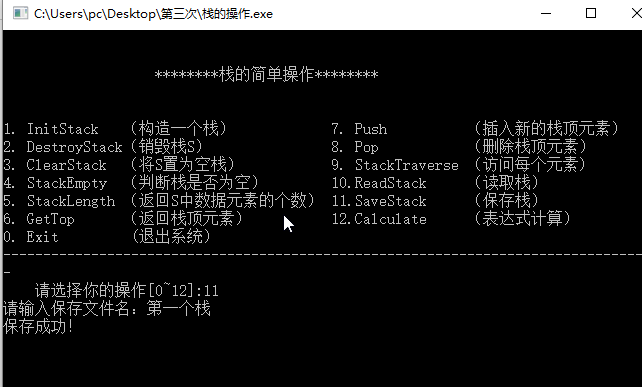 C:\Users\pc\Desktop\第三次\栈的操作.exe
********栈的简单操作********
1. InitStack (构造一个栈) 7. Push (插入新的栈顶元素)
2. DestroyStack(销毁栈S) 8. Pop (删除栈顶元素)
3. ClearStack (将S置为空栈) 9. StackTraverse (访问每个元素)
4. StackEmpty (判断栈是否为空) 10.ReadStack (读取栈)
5. StackLength (返回S中数据元素的个数) 11.SaveStack (保存栈)
6. GetTop (返回栈顶元素) 12.Calculate (表达式计算)
0. Exit (退出系统)
--------------------------------------------------------------------------------
-
请选择你的操作[0~12]:11
请输入保存文件名：第一个栈
保存成功!